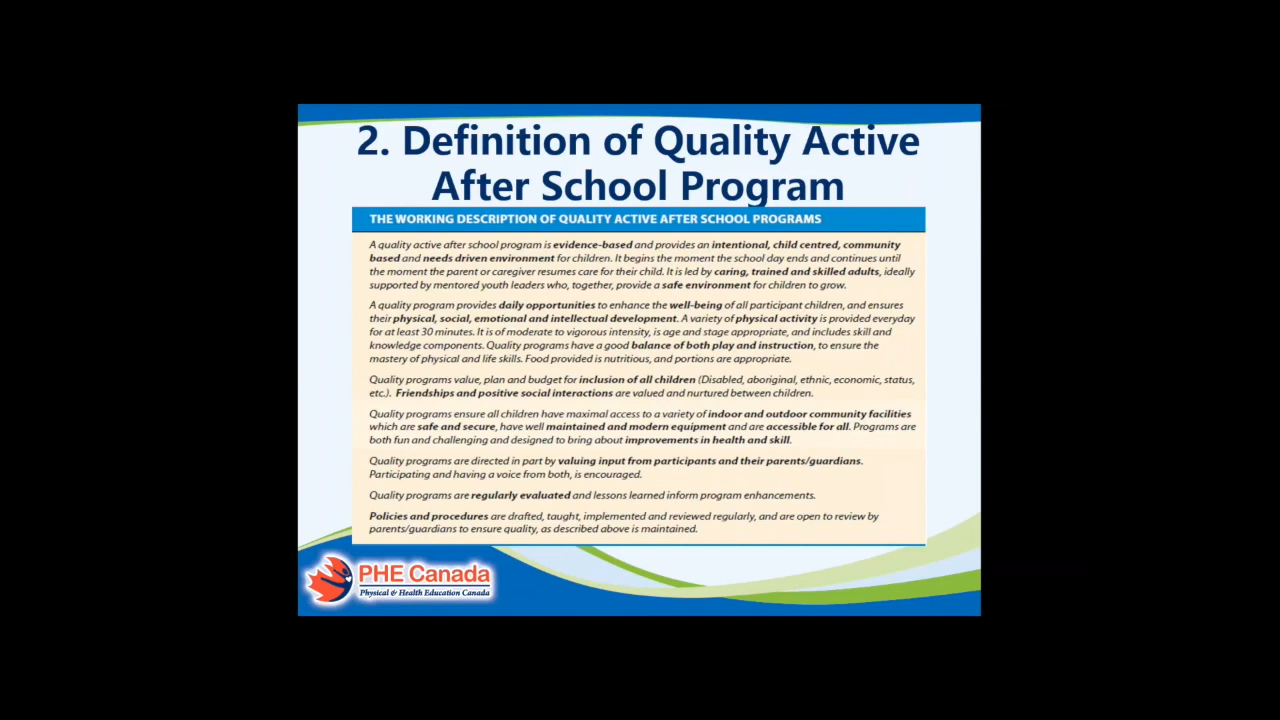 2. Definition of Quality Active
After School Program
THE WORKING DESCRIPTION OF QUALITY ACTIVE AFTER SCHOOL PROGRAMS
A quality active after school program is evidence-based and provides an intentional, child centred, community
based and needs driven environment for children. It begins the moment the school day ends and continues until
the moment the parent or caregiver resumes care for their child. It is led by caring, trained and skilled adults, ideally
supported by mentored youth leaders who, together, provide a safe environment for children to grow.
A quality program provides daily opportunities to enhance the well-being of all participant children, and ensures
their physical, social, emotional and intellectual development. A variety of physical activity is provided everyday
for at least 30 minutes. It is of moderate to vigorous intensity, is age and stage appropriate, and includes skill and
knowledge components. Quality programs have a good balance of both play and instruction, to ensure the
mastery of physical and life skills. Food provided is nutritious, and portions are appropriate.
Quality programs value, plan and budget for inclusion of all children (Disabled, aboriginal, ethnic, economic, status,
etc.). Friendships and positive social interactions are valued and nurtured between children.
Quality programs ensure all children have maximal access to a variety of indoor and outdoor community facilities
which are safe and secure, have well maintained and modern equipment and are accessible for all. Programs are
both fun and challenging and designed to bring about improvements in health and skill.
Quality programs are directed in part by valuing input from participants and their parents/guardians.
Participating and having a voice from both, is encouraged.
Quality programs are regularly evaluated and lessons learned inform program enhancements.
Policies and procedures are drafted, taught, implemented and reviewed regularly, and are open to review by
parents/guardians to ensure quality, as described above is maintained.
PHE Canada
Physical & Health Education Canada